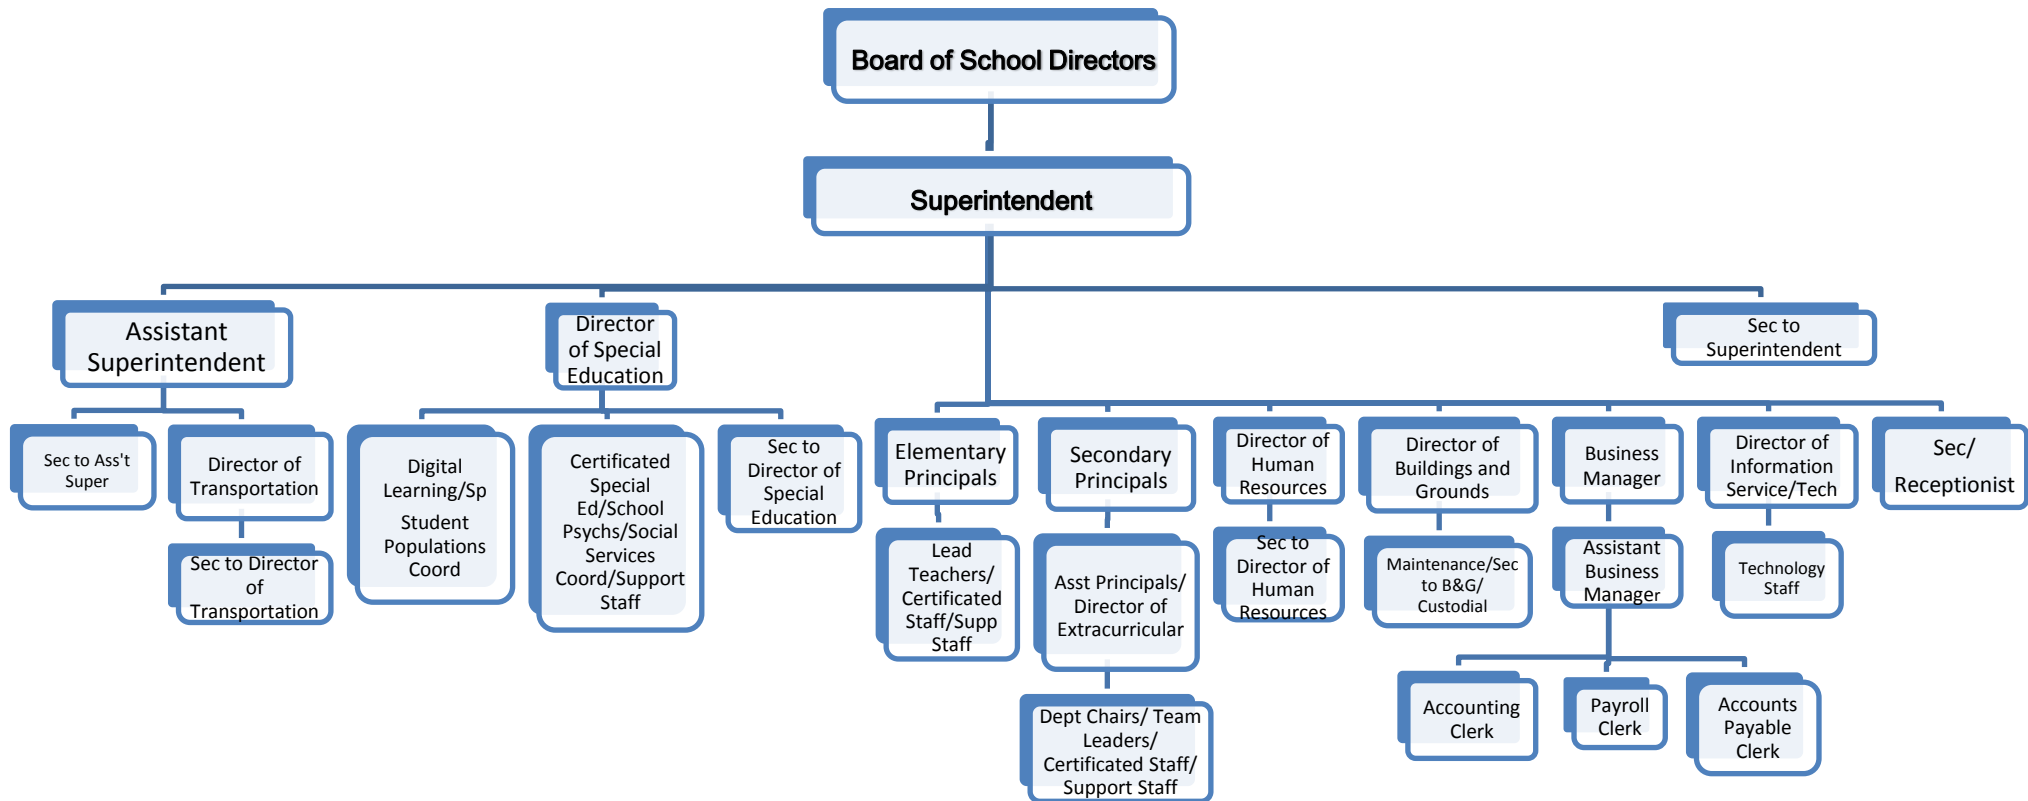 Board of School Directors
Superintendent
Assistant
Superintendent
Director
of Special
Education
Sec to
Superintendent
Sec to Ass't
Super
Director of
Transportation
Sec to Director
of
Transportation
Digital
Learning/Sp
Student
Populations
Coord
Certificated
Special
Ed/School
Psychs/Social
Services
Coord/Support
Staff
Sec to
Director of
Special
Education
Elementary
Principals
Lead
Teachers/
Certificated
Staff/Supp
Staff
Secondary
Principals
Asst Principals/
Director of
Extracurricular
Dept Chairs/ Team
Leaders/
Certificated Staff/
Support Staff
Director of
Human
Resources
Sec to
Director of
Human
Resources
Director of
Buildings and
Grounds
Maintenance/Sec
to B&G/
Custodial
Business
Manager
Assistant
Business
Manager
Accounting
Clerk
Payroll
Clerk
Accounts
Payable
Clerk
Director of
Information
Service/Tech
Technology
Staff
Sec/
Receptionist